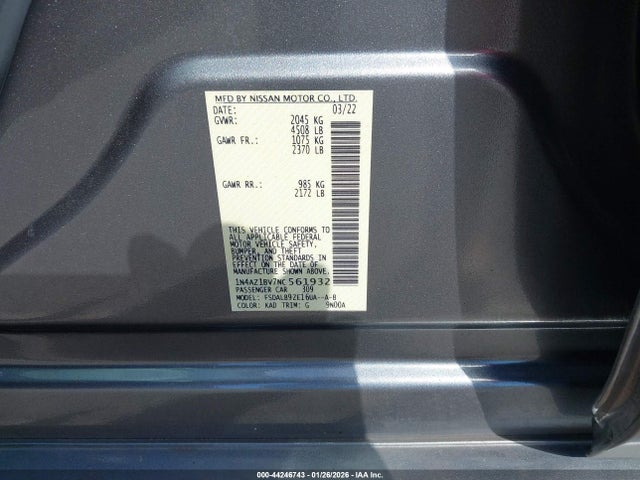 MFD BY NISSAN MOTOR CO., LTD.
DATE: 03/22
GVWR: 2045 KG
4508 LB
GAWR FR.: 1075 KG
2370 LB
GAWR RR.: 985 KG
2172 LB
THIS VEHICLE CONFORMS TO
ALL APPLICABLE FEDERAL
MOTOR VEHICLE SAFETY,
BUMPER, AND THEFT
PREVENTION STANDARDS IN
EFFECT ON THE DATE OF
MANUFACTURE SHOWN ABOVE.
1N4AZ1BV7NC561932
PASSENGER CAR 309
MODEL: FSDALB9ZE16UA--A-B
COLOR: KAD TRIM: G 9N00A
000-44246743 | 01/26/2026 | IAA Inc.